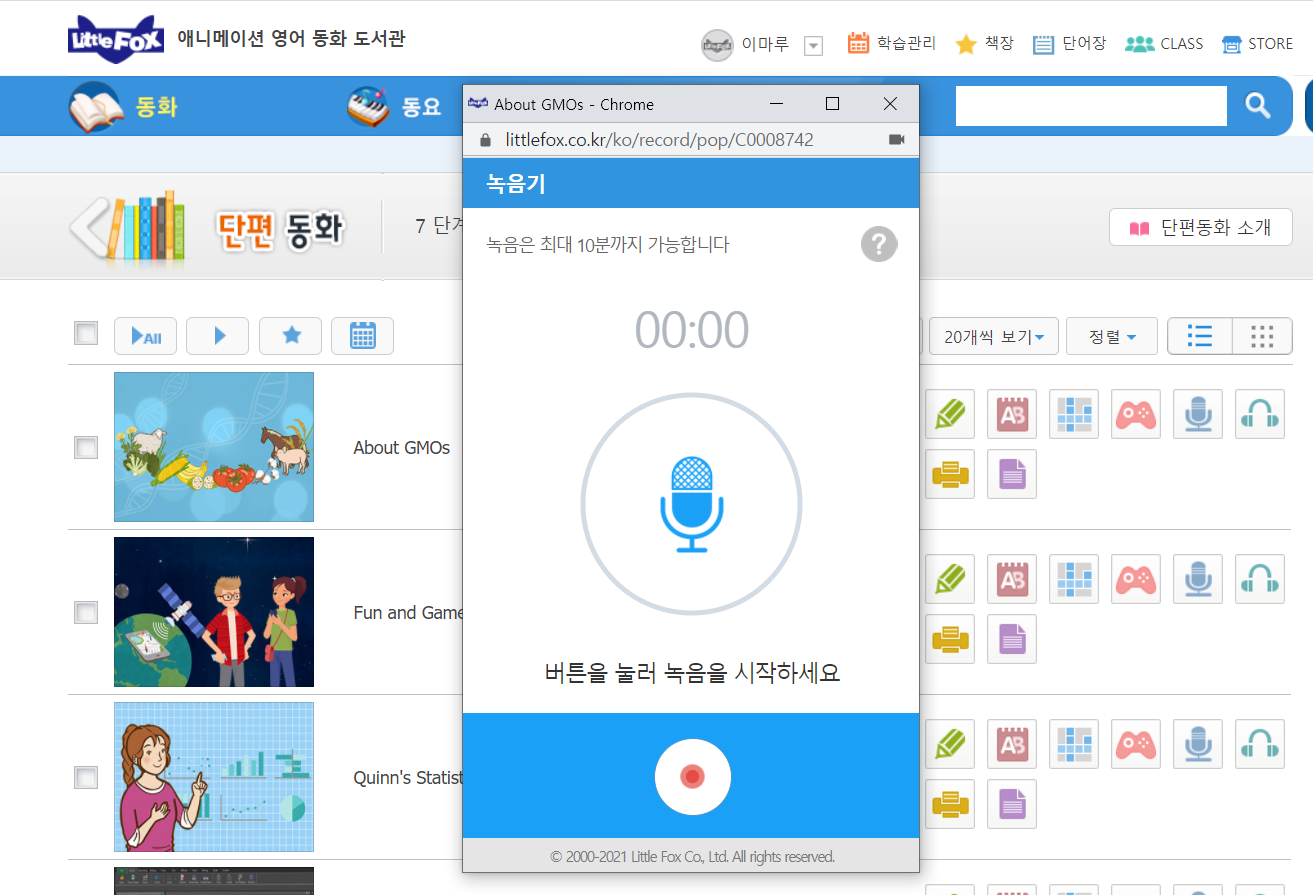 Little Fox 애니메이션 영어 동화 도서관
이마루
학습관리
책장
단어장
CLASS
STORE
동화
동요
About GMOs - Chrome
littlefox.co.kr/ko/record/pop/C0008742
녹음기
녹음은 최대 10분까지 가능합니다
?
00:00
버튼을 눌러 녹음을 시작하세요
© 2000-2021 Little Fox Co., Ltd. All rights reserved.
단편 동화
7 단계
단편동화 소개
All
20개씩 보기
정렬
About GMOs
AB
Fun and Game
AB
Quinn's Statist
AB